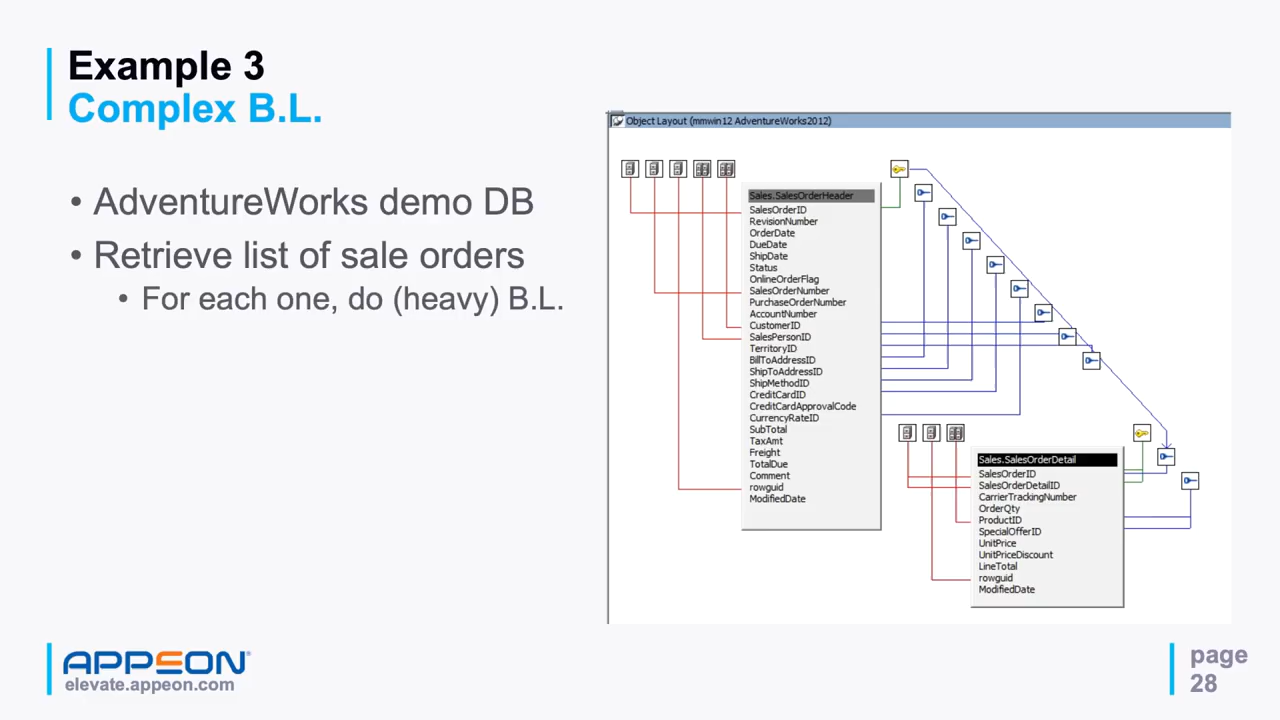 Example 3
Complex B.L.
• AdventureWorks demo DB
• Retrieve list of sale orders
• For each one, do (heavy) B.L.
Object Layout (mmwin12 AdventureWorks2012)
Sales.SalesOrderHeader
SalesOrderID
RevisionNumber
OrderDate
DueDate
ShipDate
Status
OnlineOrderFlag
SalesOrderNumber
PurchaseOrderNumber
AccountNumber
CustomerID
SalesPersonID
TerritoryID
BillToAddressID
ShipToAddressID
ShipMethodID
CreditCardID
CreditCardApprovalCode
CurrencyRateID
SubTotal
TaxAmt
Freight
TotalDue
Comment
rowguid
ModifiedDate
Sales.SalesOrderDetail
SalesOrderID
SalesOrderDetailID
CarrierTrackingNumber
OrderQty
ProductID
SpecialOfferID
UnitPrice
UnitPriceDiscount
LineTotal
rowguid
ModifiedDate
APPEON®
elevate.appeon.com
page
28